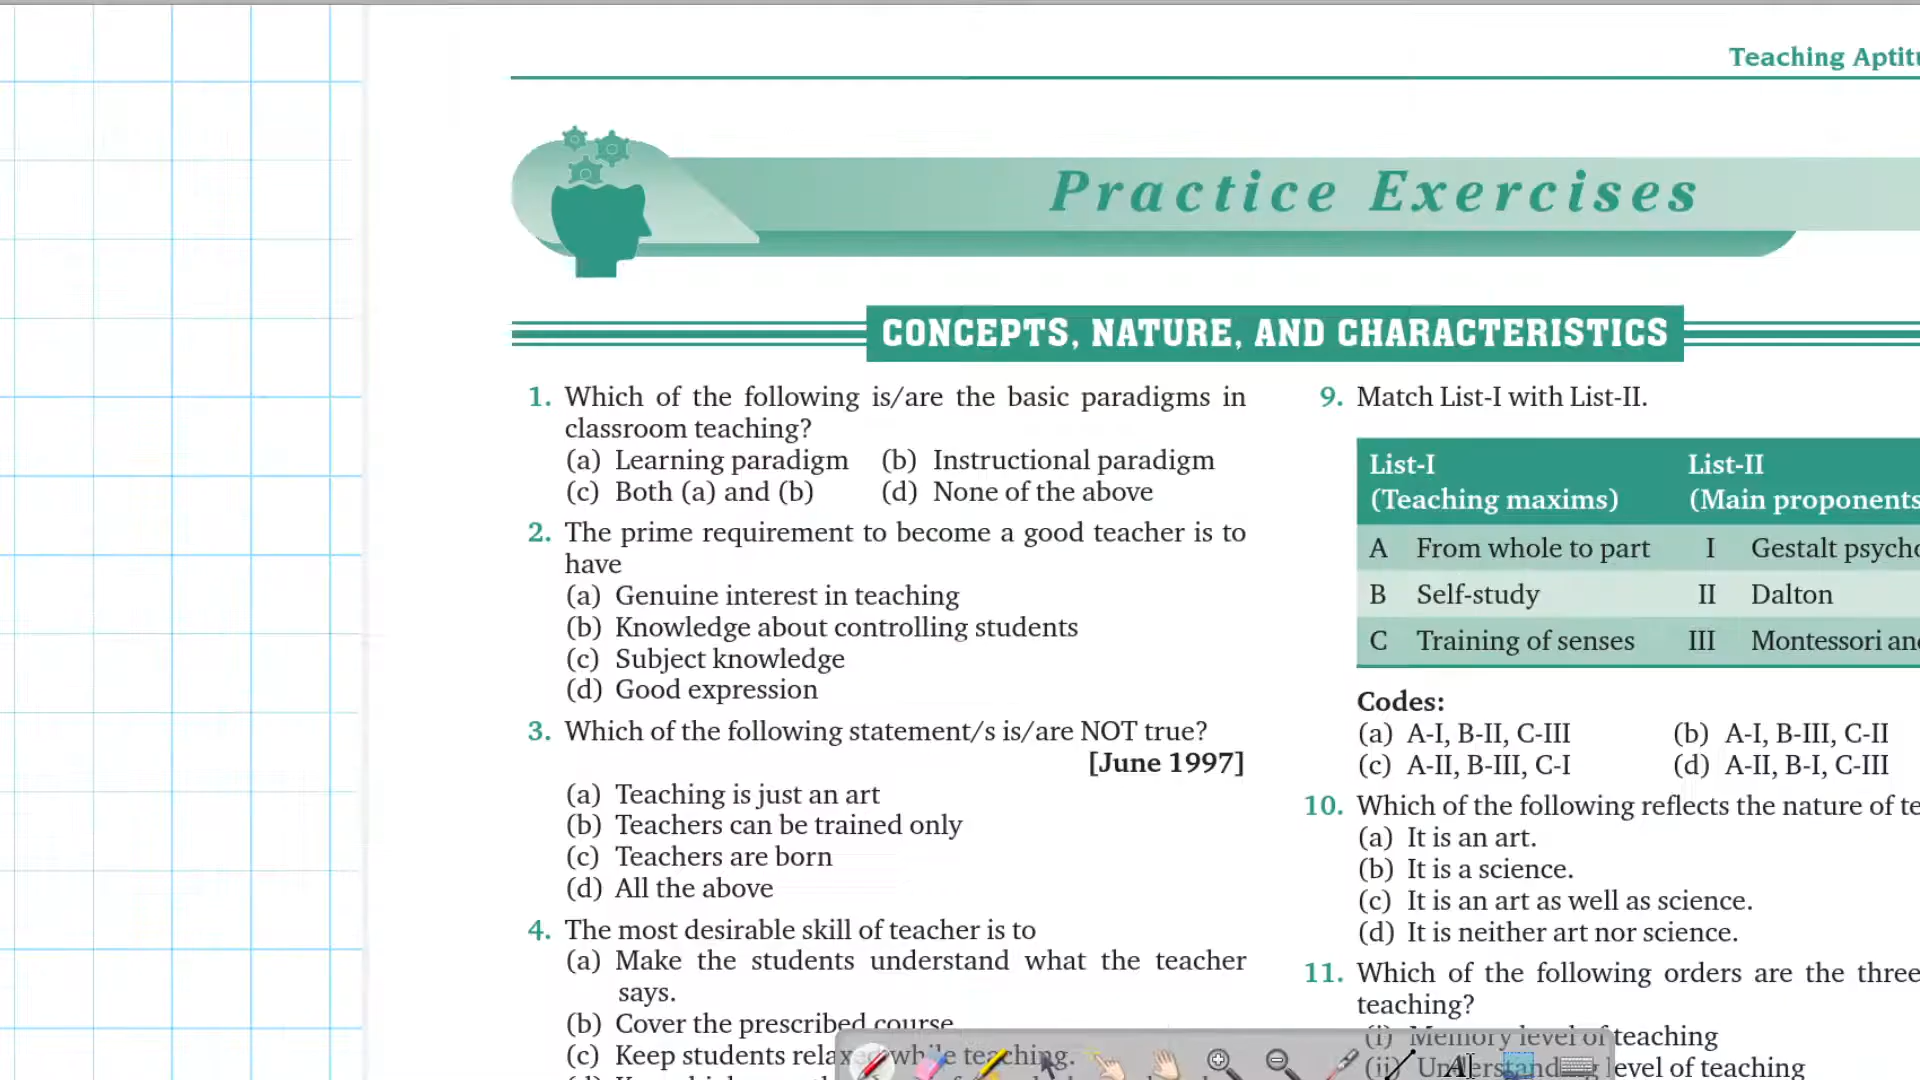 Teaching Aptitu
Practice Exercises
CONCEPTS, NATURE, AND CHARACTERISTICS
1. Which of the following is/are the basic paradigms in
classroom teaching?
(a) Learning paradigm (b) Instructional paradigm
(c) Both (a) and (b) (d) None of the above
2. The prime requirement to become a good teacher is to
have
(a) Genuine interest in teaching
(b) Knowledge about controlling students
(c) Subject knowledge
(d) Good expression
3. Which of the following statement/s is/are NOT true?
[June 1997]
(a) Teaching is just an art
(b) Teachers can be trained only
(c) Teachers are born
(d) All the above
4. The most desirable skill of teacher is to
(a) Make the students understand what the teacher
says.
(b) Cover the prescribed course
(c) Keep students relaxed while teaching.
9. Match List-I with List-II.
List-I List-II
(Teaching maxims) (Main proponents
A From whole to part I Gestalt psycho
B Self-study II Dalton
C Training of senses III Montessori and
Codes:
(a) A-I, B-II, C-III (b) A-I, B-III, C-II
(c) A-II, B-III, C-I (d) A-II, B-I, C-III
10. Which of the following reflects the nature of te
(a) It is an art.
(b) It is a science.
(c) It is an art as well as science.
(d) It is neither art nor science.
11. Which of the following orders are the three
teaching?
(i) Memory level of teaching
(ii) Understanding level of teaching